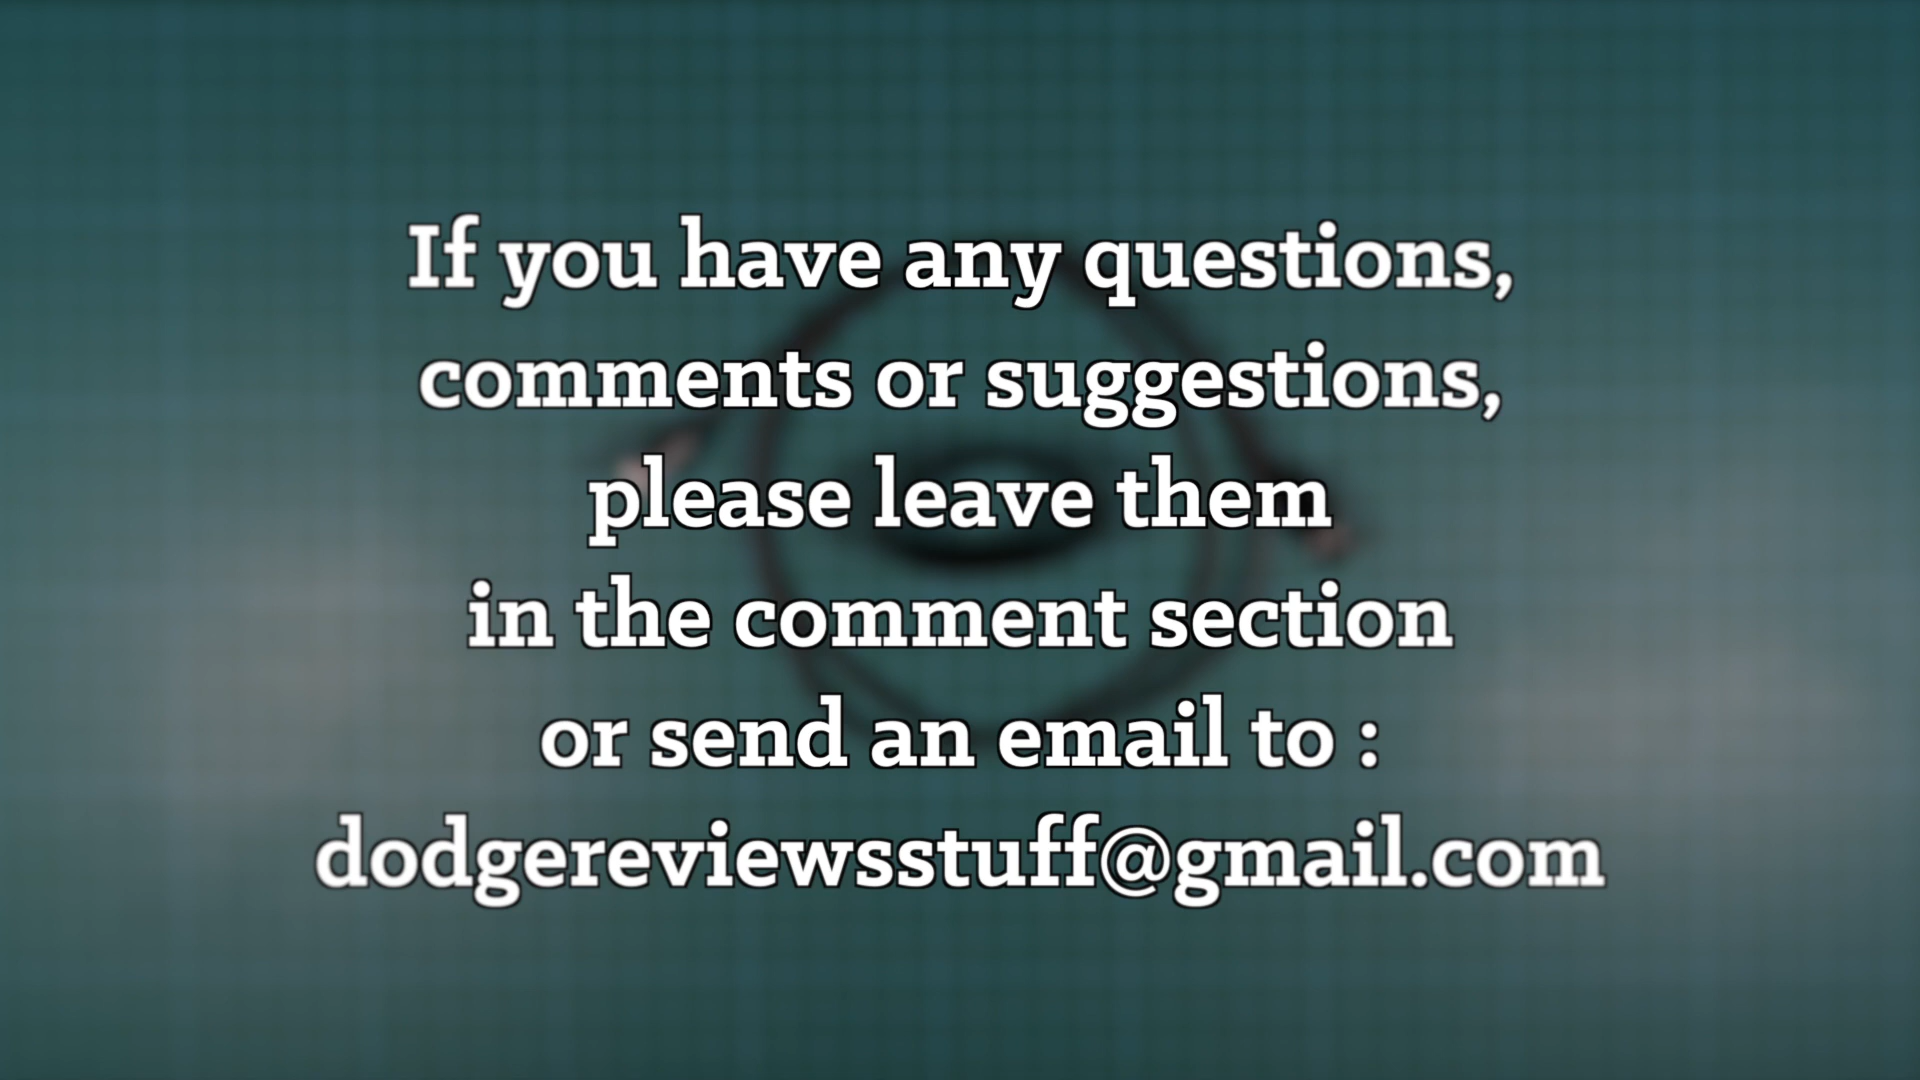 If you have any questions,
comments or suggestions,
please leave them
in the comment section
or send an email to :
dodgereviewsstuff@gmail.com